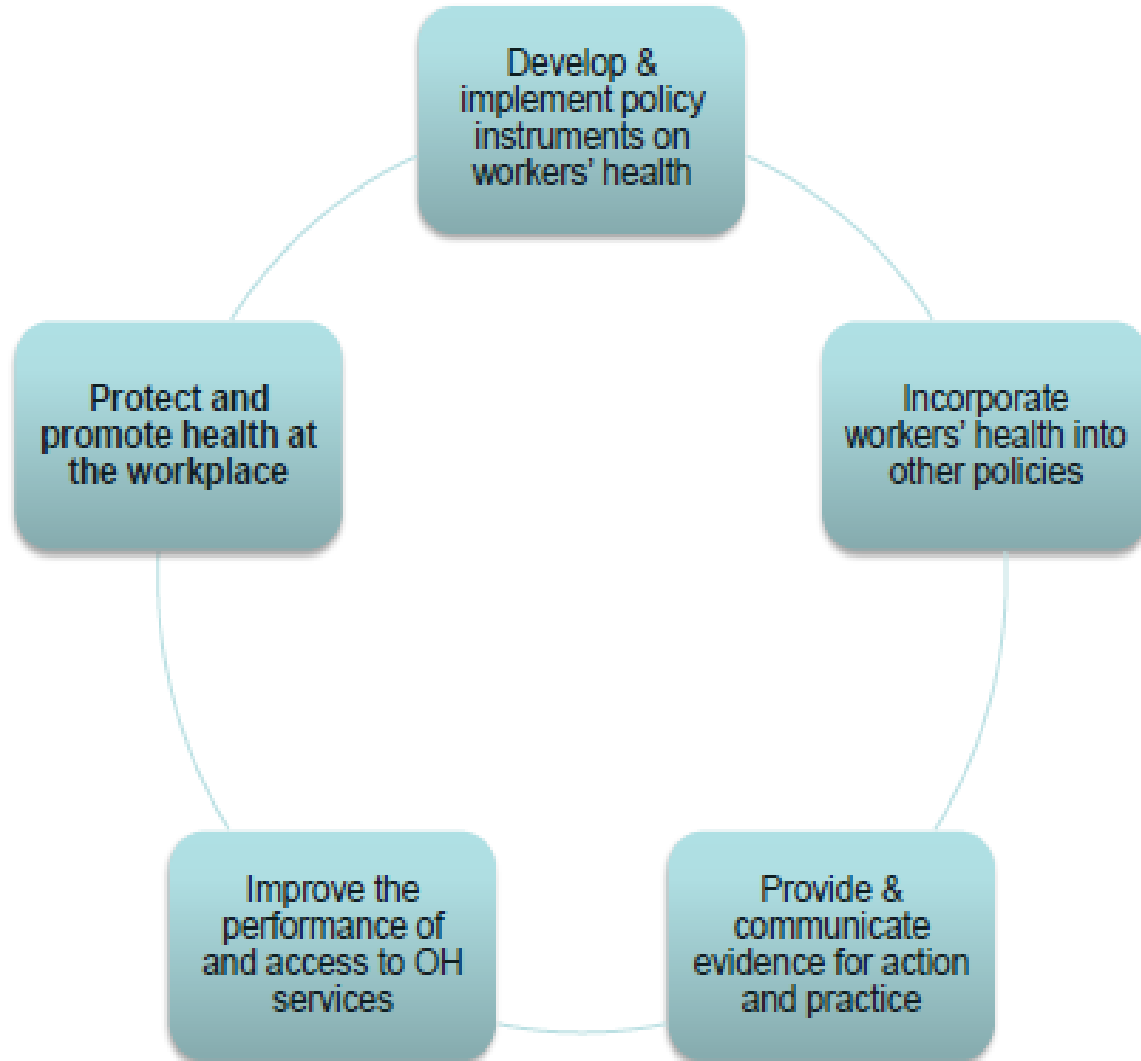 Develop &
implement policy
instruments on
workers' health
Incorporate
workers' health into
other policies
Provide &
communicate
evidence for action
and practice
Improve the
performance of
and access to OH
services
Protect and
promote health at
the workplace